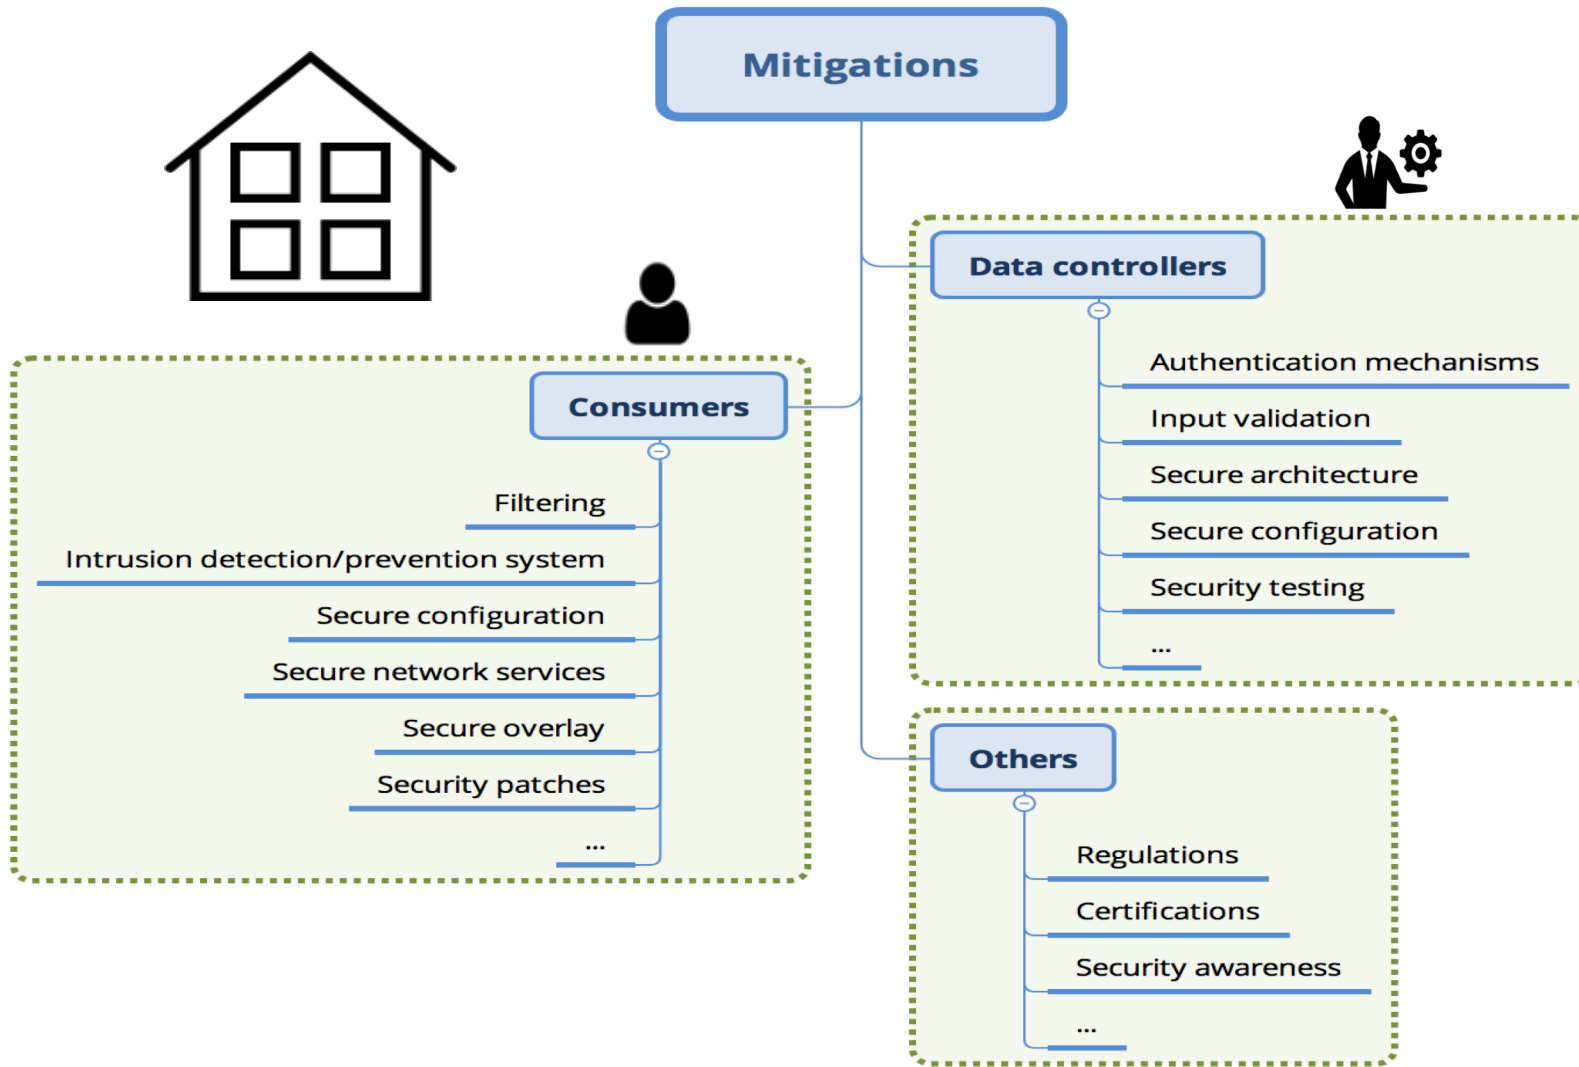 Mitigations
Data controllers
Authentication mechanisms
Input validation
Secure architecture
Secure configuration
Security testing
...
Consumers
Filtering
Intrusion detection/prevention system
Secure configuration
Secure network services
Secure overlay
Security patches
...
Others
Regulations
Certifications
Security awareness
...